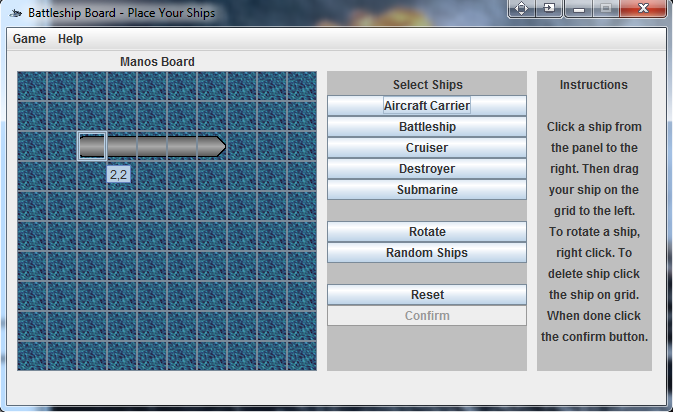 Battleship Board - Place Your Ships
Game Help
Manos Board
2,2
Select Ships
Aircraft Carrier
Battleship
Cruiser
Destroyer
Submarine
Rotate
Random Ships
Reset
Confirm
Instructions
Click a ship from
the panel to the
right. Then drag
your ship on the
grid to the left.
To rotate a ship,
right click. To
delete ship click
the ship on grid.
When done click
the confirm button.